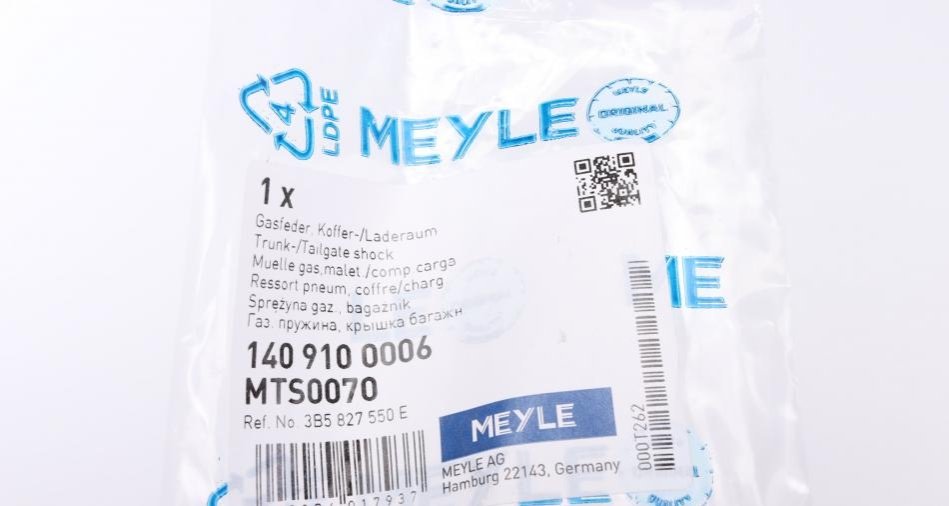 4
LDPE
MEYLE
MEYLE
ORIGINAL
QUALITY
1 x
Gasfeder, Koffer-/Laderaum
Trunk-/Tailgate shock
Muelle gas,malet./comp.carga
Ressort pneum, coffre/charg
Sprężyna gaz., bagażnik
Газ. пружина, крышка багажн
IE
140 910 0006
MTS0070
Ref. No. 3B5 827 550 E
MEYLE
MEYLE AG
Hamburg 22143, Germany
000T262